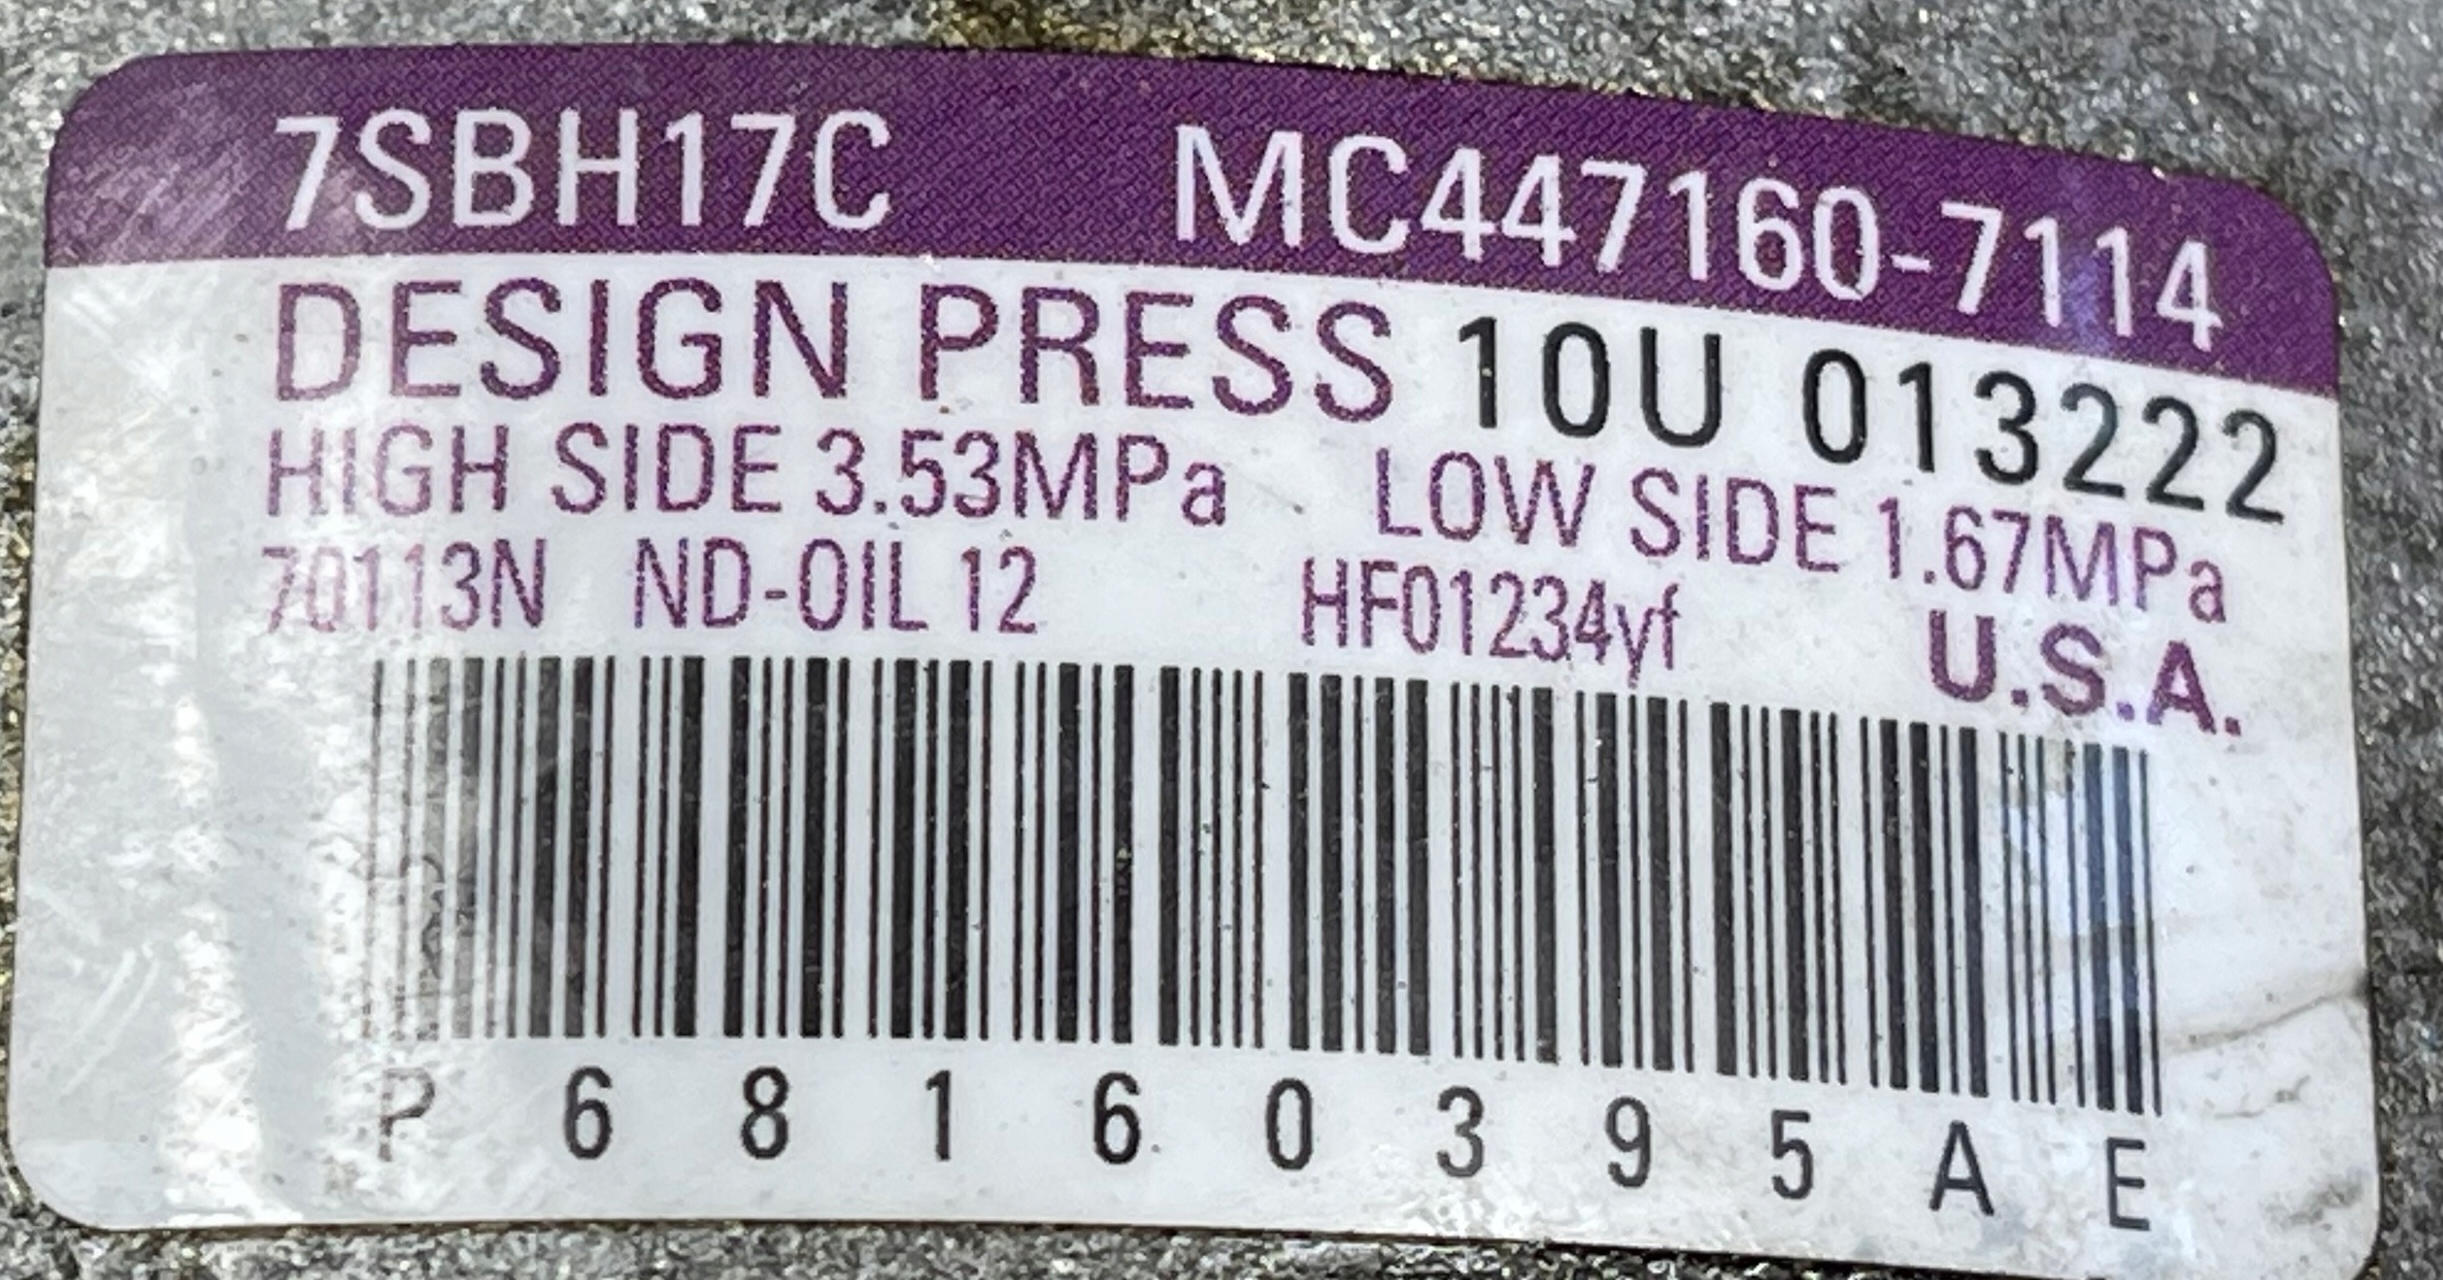 7SBH17C MC447160-7114
DESIGN PRESS 10U 013222
HIGH SIDE 3.53MPa LOW SIDE 1.67MPa
70113N ND-OIL 12 HF01234yf U.S.A.
P68160395AE